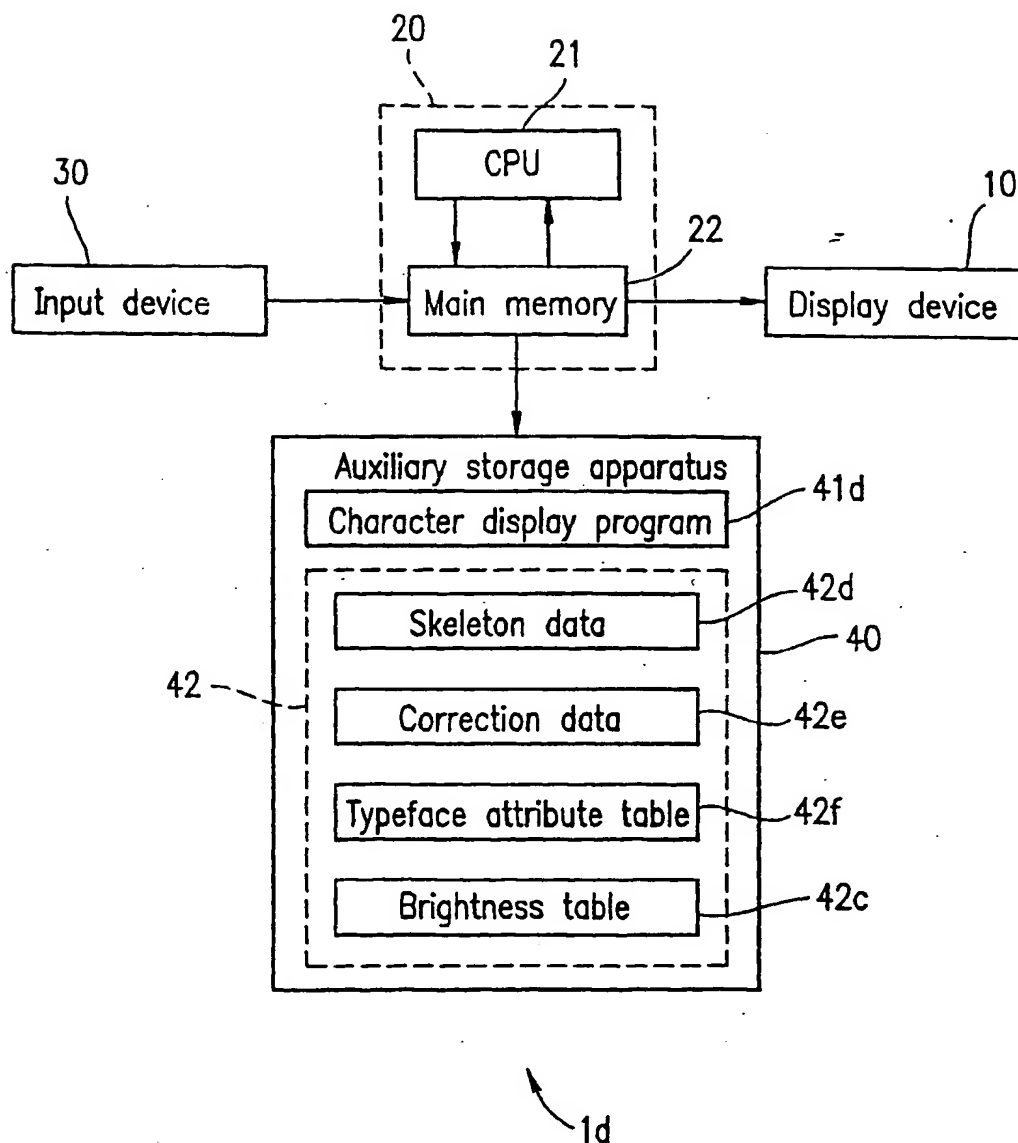 20
21
CPU
30
10
22
Input device
Main memory
Display device
Auxiliary storage apparatus
Character display program
41d
42d
Skeleton data
40
42
Correction data
42e
Typeface attribute table
42f
Brightness table
42c
1d